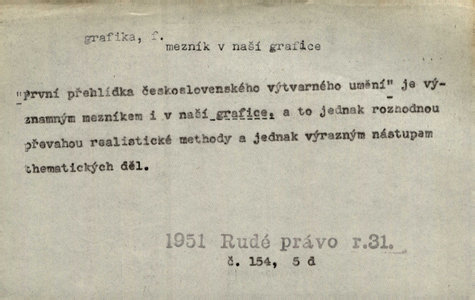 grafika, f.
mezník v naší grafice
"první přehlídka československého výtvarného umění" je vý-
znamným mezníkem i v naší grafice, a to jednak rozhodnou
převahou realistické methody a jednak výrazným nástupem
thematických děl.
1951 Rudé právo r.31.
č. 154, 5 d